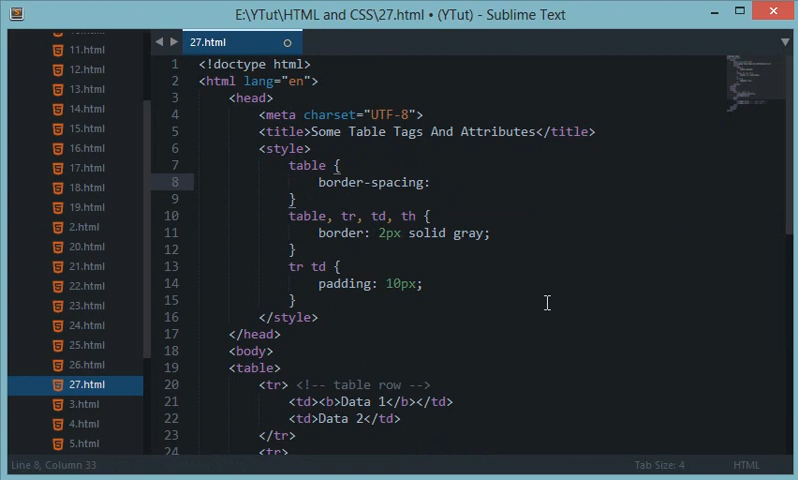 E:\YTut\HTML and CSS\27.html • (YTut) - Sublime Text
11.html
12.html
13.html
14.html
15.html
16.html
17.html
18.html
19.html
2.html
20.html
21.html
22.html
23.html
24.html
25.html
26.html
27.html
3.html
4.html
5.html
27.html
1 <!doctype html>
2 <html lang="en">
3 <head>
4 <meta charset="UTF-8">
5 <title>Some Table Tags And Attributes</title>
6 <style>
7 table {
8 border-spacing:
9 }
10 table, tr, td, th {
11 border: 2px solid gray;
12 }
13 tr td {
14 padding: 10px;
15 }
16 </style>
17 </head>
18 <body>
19 <table>
20 <tr> <!-- table row -->
21 <td><b>Data 1</b></td>
22 <td>Data 2</td>
23 </tr>
24 <tr>
Line 8, Column 33
Tab Size: 4
HTML